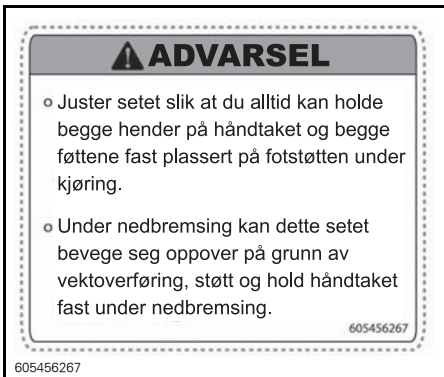 ADVARSEL
Juster setet slik at du alltid kan holde
begge hender på håndtaket og begge
føttene fast plassert på fotstøtten under
kjøring.
Under nedbremsing kan dette setet
bevege seg oppover på grunn av
vektoverføring, støtt og hold håndtaket
fast under nedbremsing.
605456267
605456267